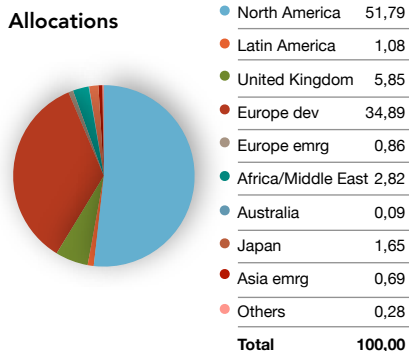 Allocations
North America 51,79
Latin America 1,08
United Kingdom 5,85
Europe dev 34,89
Europe emrg 0,86
Africa/Middle East 2,82
Australia 0,09
Japan 1,65
Asia emrg 0,69
Others 0,28
Total 100,00